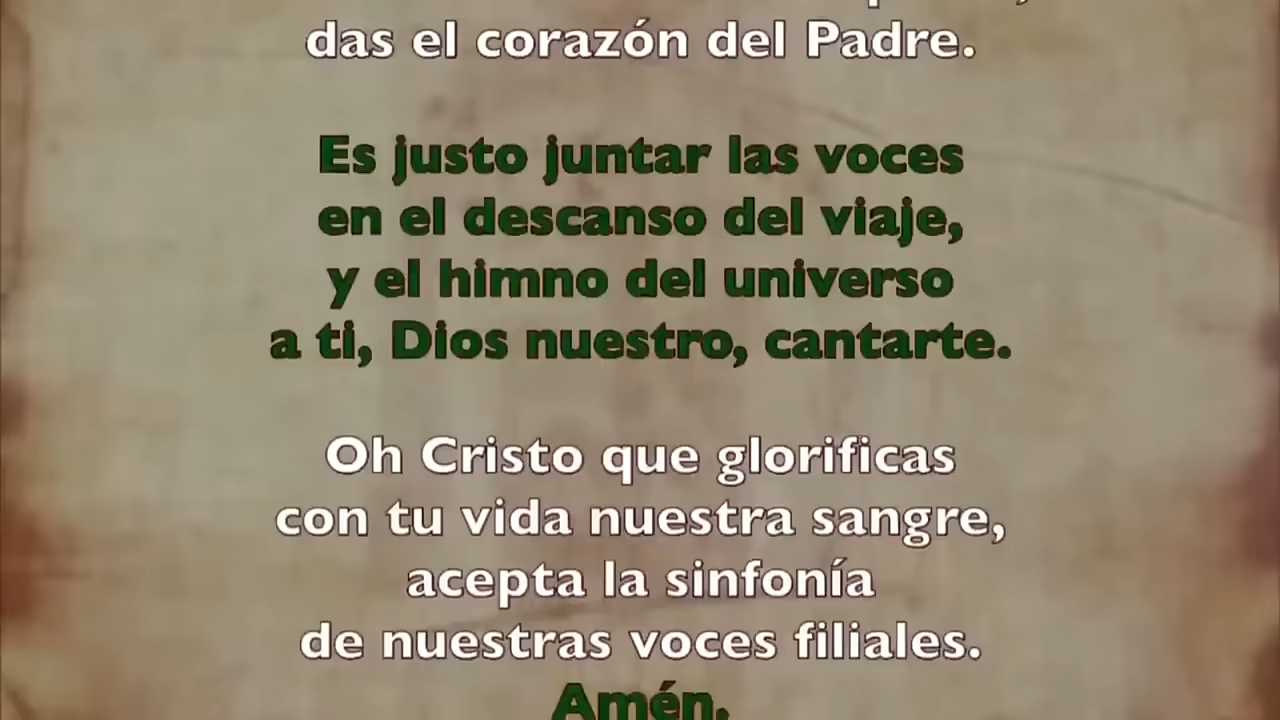 das el corazón del Padre.
Es justo juntar las voces
en el descanso del viaje,
y el himno del universo
a ti, Dios nuestro, cantarte.
Oh Cristo que glorificas
con tu vida nuestra sangre,
acepta la sinfonía
de nuestras voces filiales.
Amén.